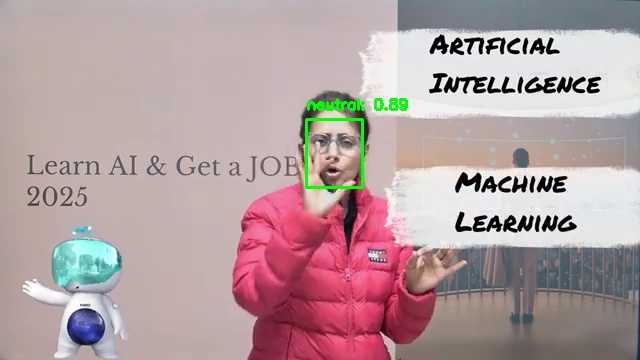 neutral: 0.89
ARTIFICIAL
INTELLIGENCE
Learn AI & Get a JOB
2025
MACHINE
LEARNING